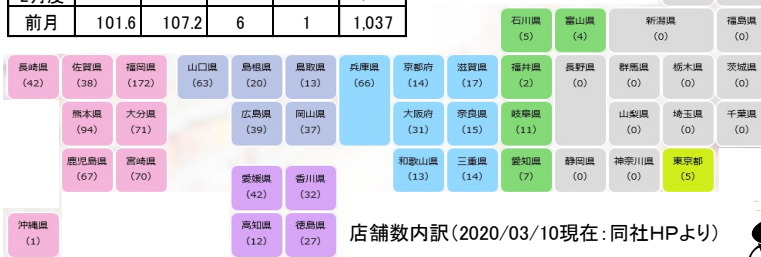 前月 101.6 107.2 6 1 1,037
石川県 富山県 新潟県 福島県
(5) (4) (0) (0)
長崎県 佐賀県 福岡県 山口県 島根県 鳥取県 兵庫県 京都府 滋賀県 福井県 長野県 群馬県 栃木県 茨城県
(42) (38) (172) (63) (20) (13) (66) (14) (17) (2) (0) (0) (0) (0)
熊本県 大分県 広島県 岡山県 大阪府 奈良県 岐阜県 山梨県 埼玉県 千葉県
(94) (71) (39) (37) (31) (15) (11) (0) (0) (0)
鹿児島県 宮崎県 和歌山県 三重県 愛知県 静岡県 神奈川県 東京都
(67) (70) (13) (14) (7) (0) (0) (5)
愛媛県 香川県
(42) (32)
沖縄県 高知県 徳島県
(1) (12) (27)
店舗数内訳(2020/03/10現在:同社HPより)